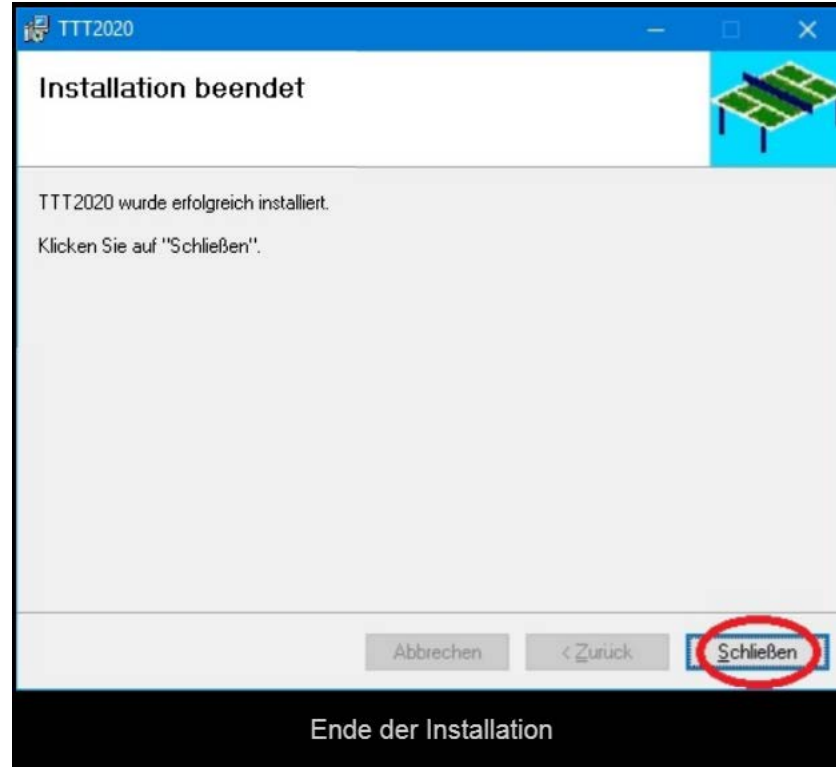 TTT2020
Installation beendet
TTT2020 wurde erfolgreich installiert.
Klicken Sie auf "Schließen".
Abbrechen
< Zurück
Schließen
Ende der Installation